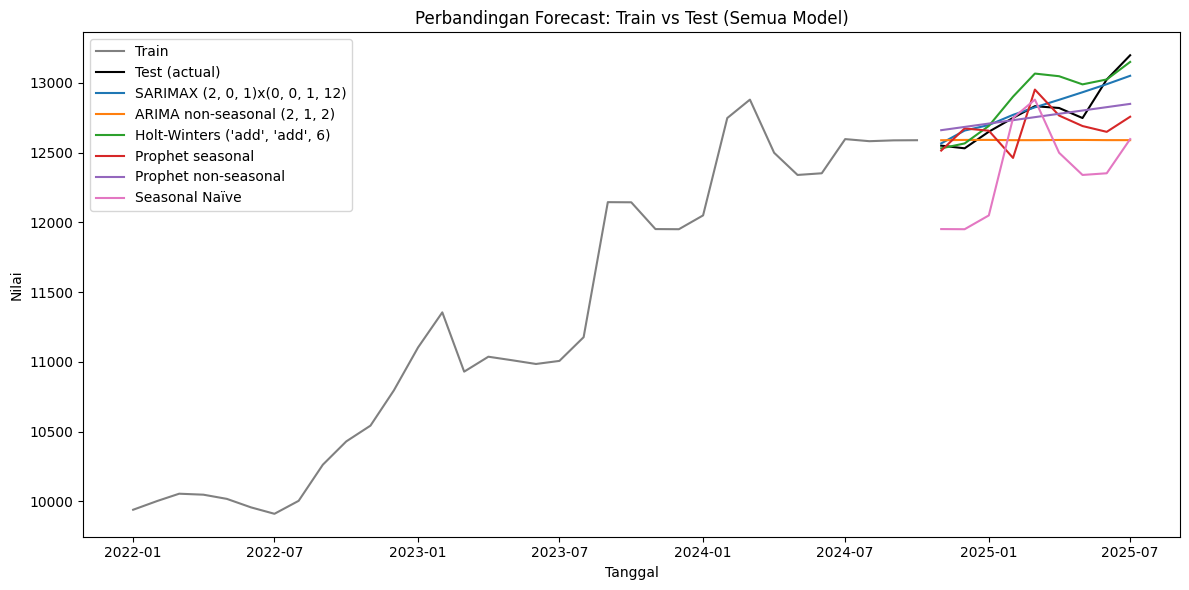 Perbandingan Forecast: Train vs Test (Semua Model)
Train
Test (actual)
SARIMAX (2, 0, 1)x(0, 0, 1, 12)
ARIMA non-seasonal (2, 1, 2)
Holt-Winters ('add', 'add', 6)
Prophet seasonal
Prophet non-seasonal
Seasonal Naïve
Nilai
13000
12500
12000
11500
11000
10500
10000
2022-01
2022-07
2023-01
2023-07
2024-01
2024-07
2025-01
2025-07
Tanggal